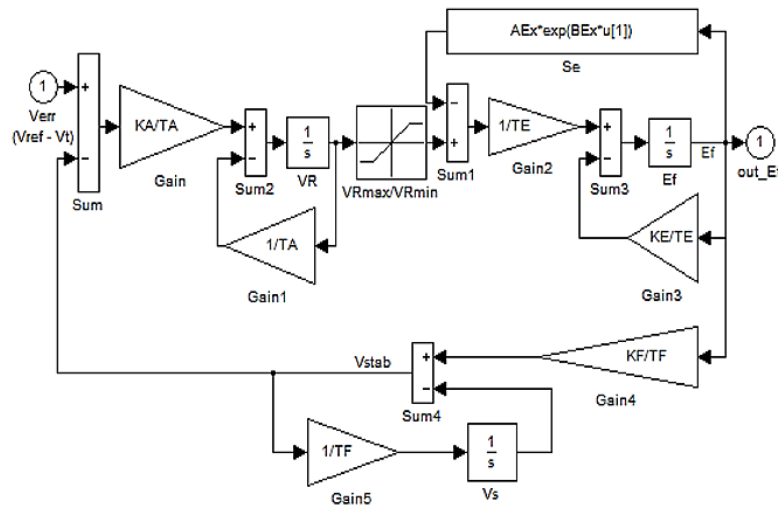 AEx*exp(BEx*u[1])
Se
1
Verr
(Vref - Vt)
+
−
Sum
KA/TA
Gain
+
−
Sum2
1
s
VR
VRmax/VRmin
−
+
Sum1
1/TE
Gain2
+
−
Sum3
1
s
Ef
Ef
1
out_Ef
1/TA
Gain1
KE/TE
Gain3
Vstab
+
−
Sum4
KF/TF
Gain4
1/TF
Gain5
1
s
Vs